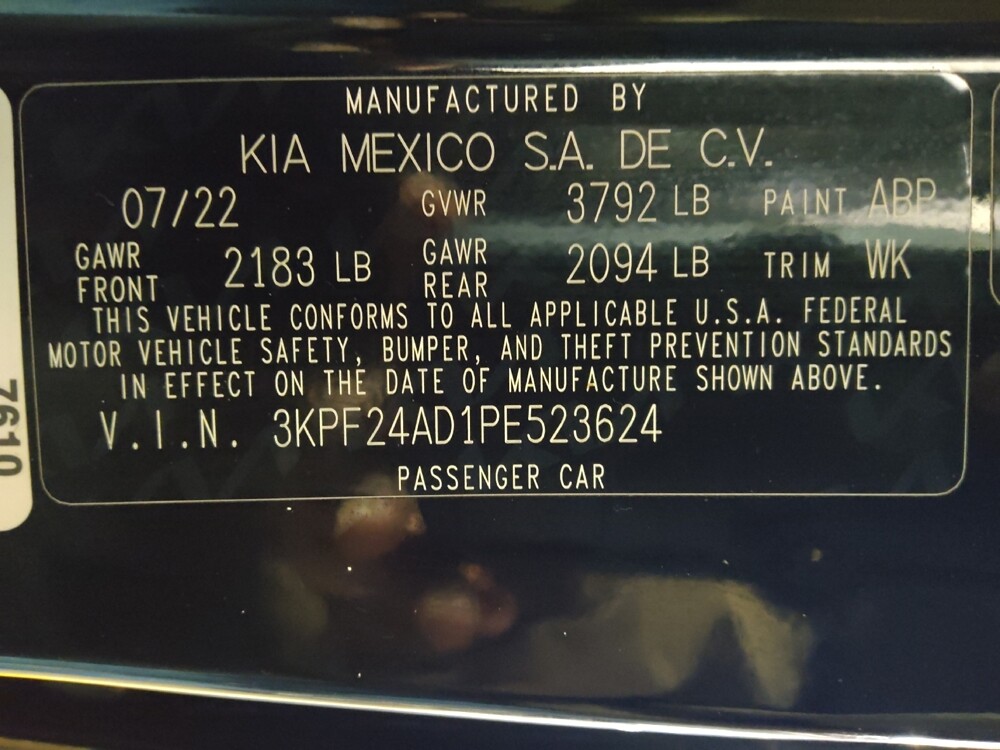 MANUFACTURED BY
KIA MEXICO S.A. DE C.V.
07/22 GVWR 3792 LB PAINT ABP
GAWR FRONT 2183 LB GAWR REAR 2094 LB TRIM WK
THIS VEHICLE CONFORMS TO ALL APPLICABLE U.S.A. FEDERAL
MOTOR VEHICLE SAFETY, BUMPER, AND THEFT PREVENTION STANDARDS
IN EFFECT ON THE DATE OF MANUFACTURE SHOWN ABOVE.
V.I.N. 3KPF24AD1PE523624
PASSENGER CAR
7610